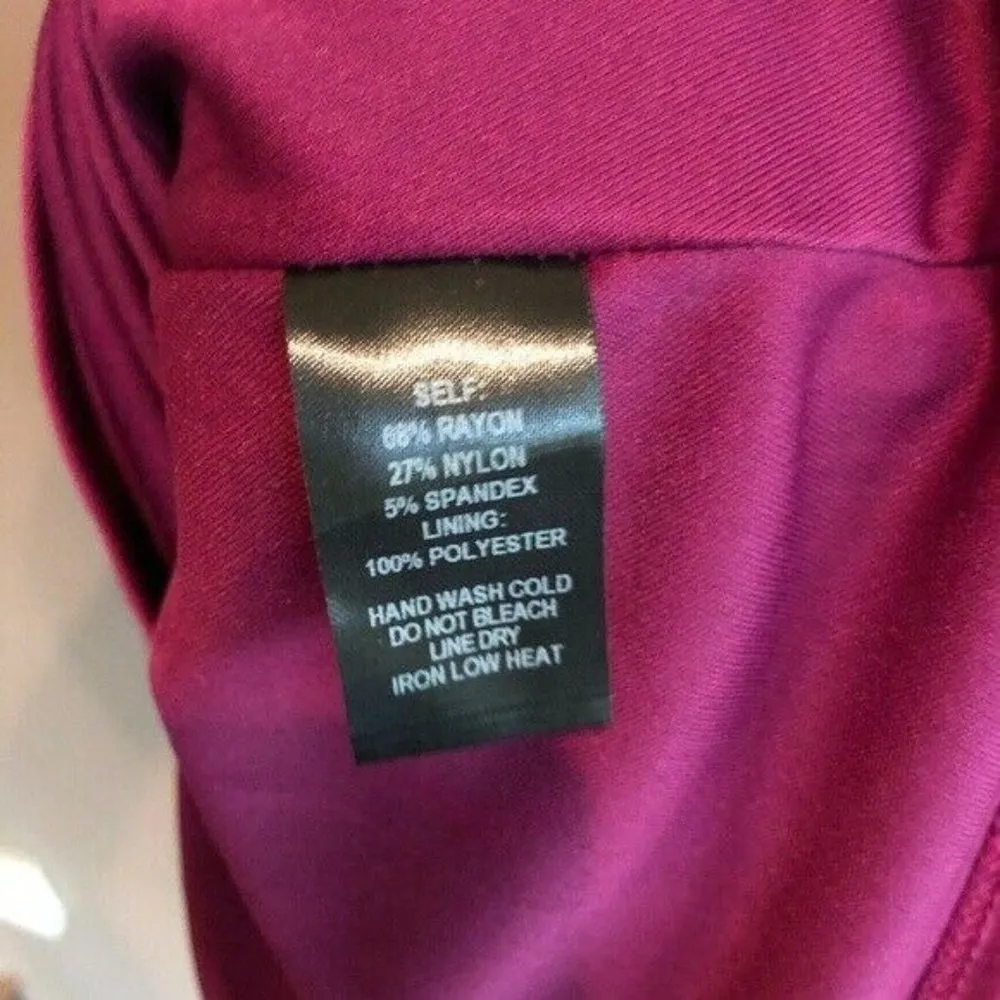 SELF:
68% RAYON
27% NYLON
5% SPANDEX
LINING:
100% POLYESTER
HAND WASH COLD
DO NOT BLEACH
LINE DRY
IRON LOW HEAT